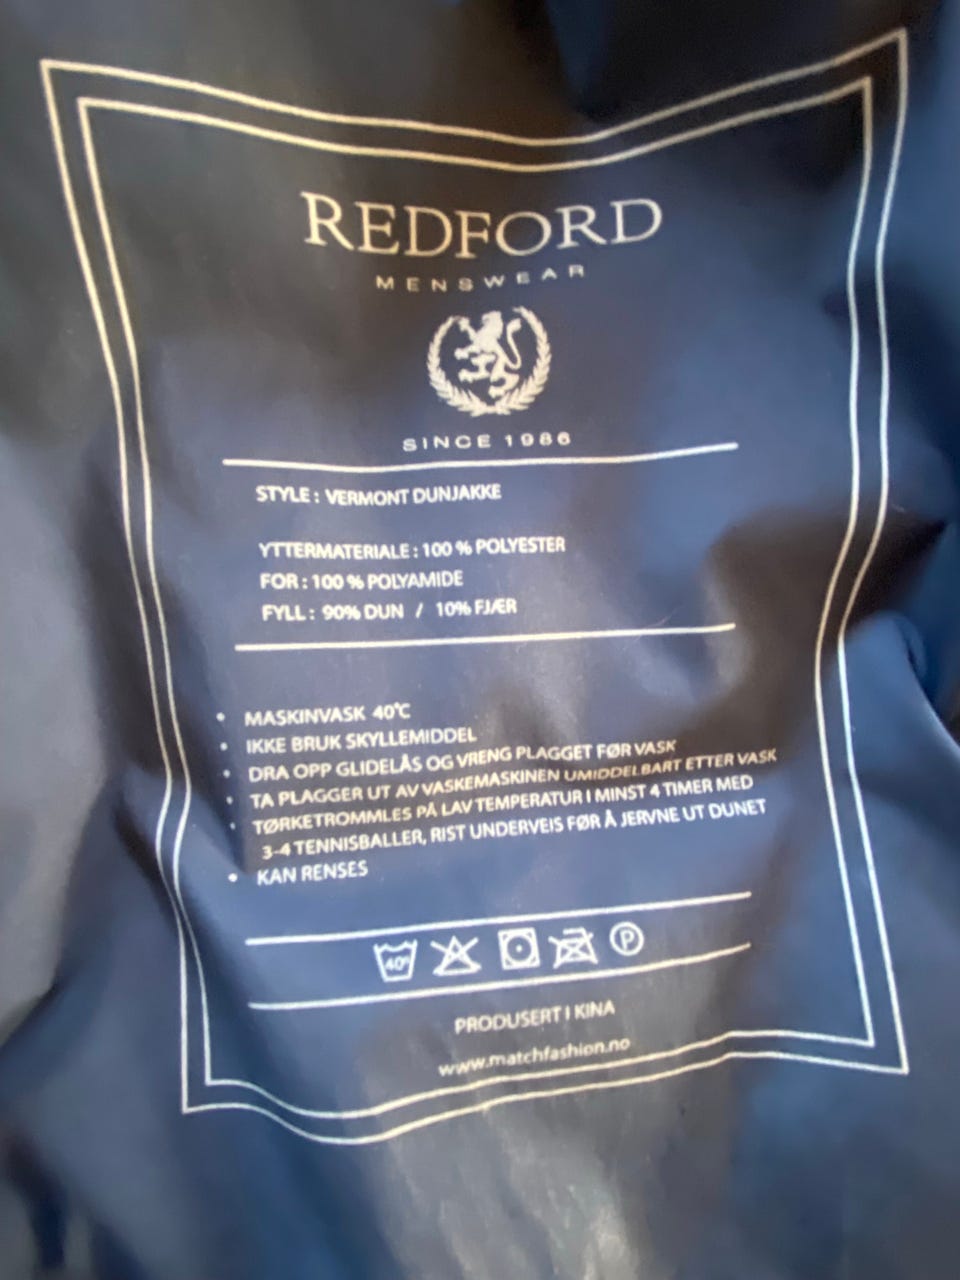 REDFORD
MENSWEAR
SINCE 1986
STYLE : VERMONT DUNJAKKE
YTTERMATERIALE : 100 % POLYESTER
FOR : 100 % POLYAMIDE
FYLL : 90% DUN / 10% FJÆR
• MASKINVASK 40°C
• IKKE BRUK SKYLLEMIDDEL
• DRA OPP GLIDELÅS OG VRENG PLAGGET FØR VASK
• TA PLAGGER UT AV VASKEMASKINEN UMIDDELBART ETTER VASK
• TØRKETROMMLES PÅ LAV TEMPERATUR I MINST 4 TIMER MED
3-4 TENNISBALLER, RIST UNDERVEIS FØR Å JERVNE UT DUNET
• KAN RENSES
40° P
PRODUSERT I KINA
www.matchfashion.no